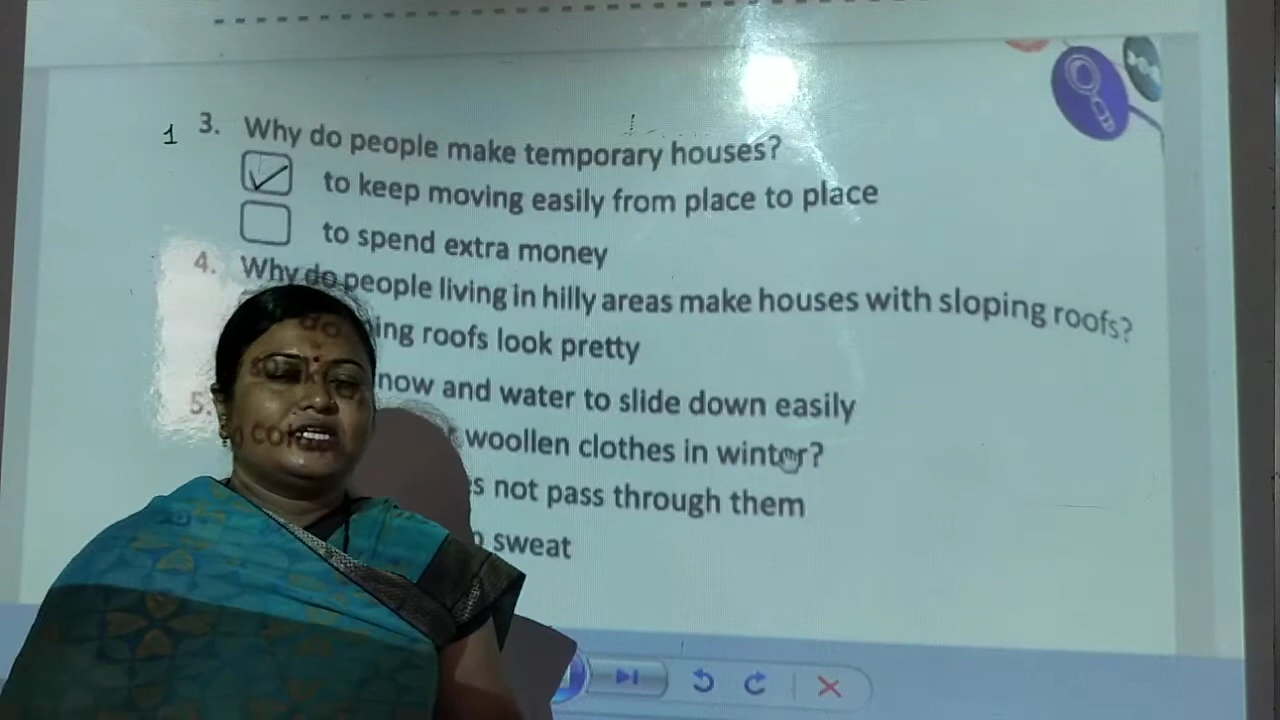 1 3. Why do people make temporary houses?
to keep moving easily from place to place
to spend extra money
4. Why do people living in hilly areas make houses with sloping roofs?
roofs look pretty
and water to slide down easily
5. woollen clothes in winter?
not pass through them
sweat